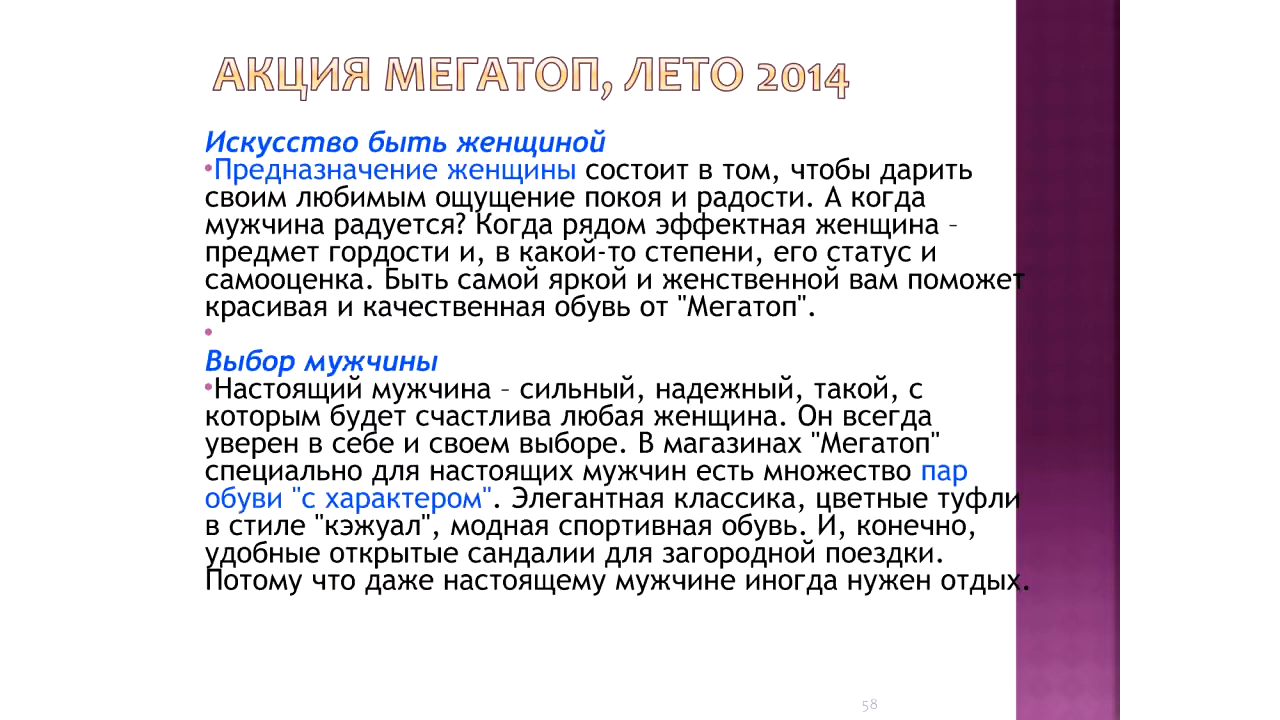 АКЦИЯ МЕГАТОП, ЛЕТО 2014
Искусство быть женщиной
•Предназначение женщины состоит в том, чтобы дарить
своим любимым ощущение покоя и радости. А когда
мужчина радуется? Когда рядом эффектная женщина –
предмет гордости и, в какой-то степени, его статус и
самооценка. Быть самой яркой и женственной вам поможет
красивая и качественная обувь от "Мегатоп".
•
Выбор мужчины
•Настоящий мужчина – сильный, надежный, такой, с
которым будет счастлива любая женщина. Он всегда
уверен в себе и своем выборе. В магазинах "Мегатоп"
специально для настоящих мужчин есть множество пар
обуви "с характером". Элегантная классика, цветные туфли
в стиле "кэжуал", модная спортивная обувь. И, конечно,
удобные открытые сандалии для загородной поездки.
Потому что даже настоящему мужчине иногда нужен отдых.
58